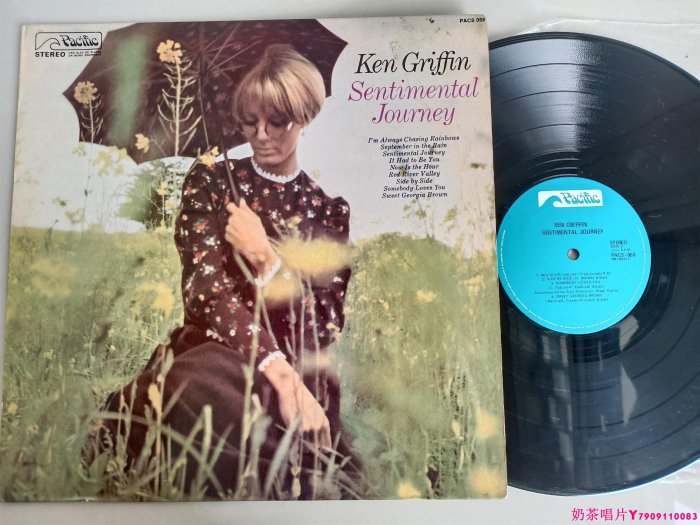 Pacific
STEREO
PACS 058
Ken Griffin
Sentimental
Journey
I'm Always Chasing Rainbows
September in the Rain
Sentimental Journey
It Had to Be You
Now Is the Hour
Red River Valley
Side by Side
Somebody Loves You
Sweet Georgia Brown
Pacific
KEN GRIFFIN
SENTIMENTAL JOURNEY
STEREO
PACS-058
奶茶唱片Y7909110083